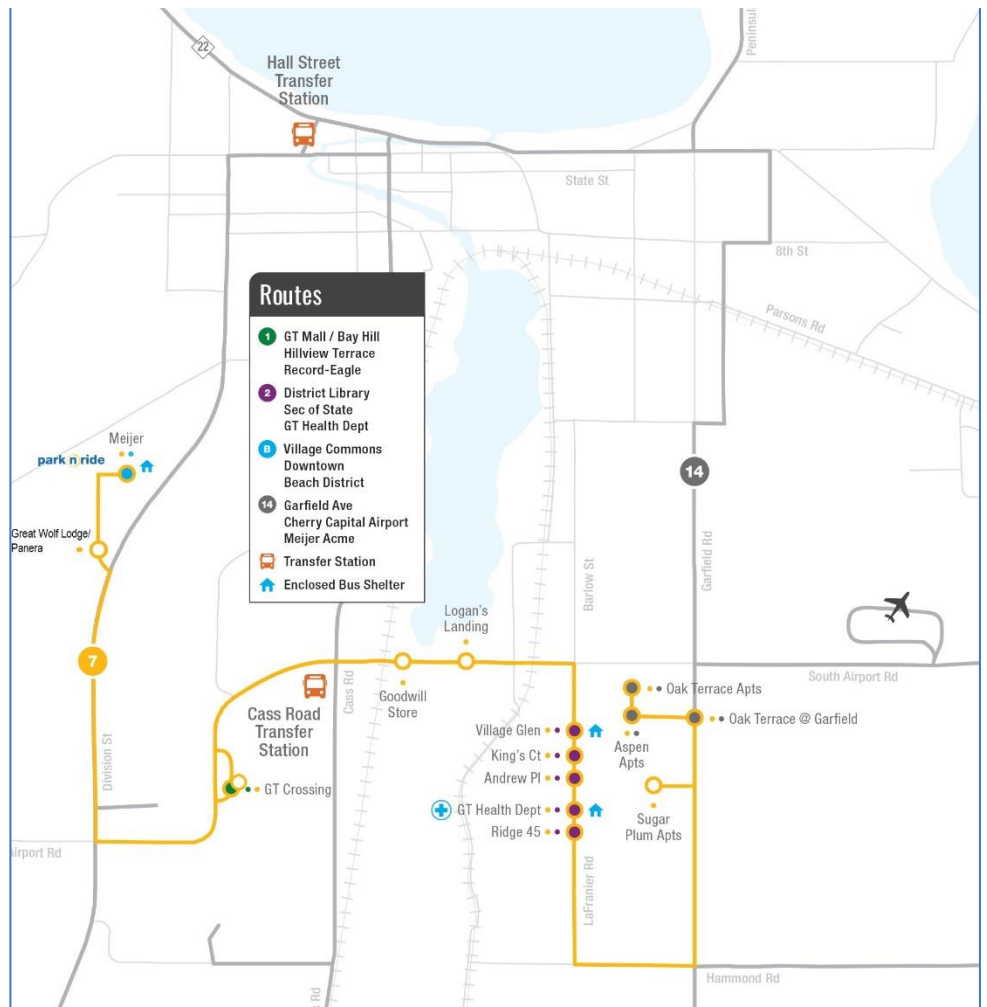 22
Hall Street
Transfer
Station
Peninsul
State St
8th St
Parsons Rd
Routes
1 GT Mall / Bay Hill
Hillview Terrace
Record-Eagle
2 District Library
Sec of State
GT Health Dept
B Village Commons
Downtown
Beach District
14 Garfield Ave
Cherry Capital Airport
Meijer Acme
Transfer Station
Enclosed Bus Shelter
Meijer
park n ride
Great Wolf Lodge/
Panera
14
Garfield Rd
Barlow St
7
Division St
Logan's
Landing
Goodwill
Store
Cass Rd
Cass Road
Transfer
Station
GT Crossing
South Airport Rd
Oak Terrace Apts
Oak Terrace @ Garfield
Aspen
Apts
Sugar
Plum Apts
Village Glen
King's Ct
Andrew Pl
GT Health Dept
Ridge 45
LaFranier Rd
Airport Rd
Hammond Rd
s Rd